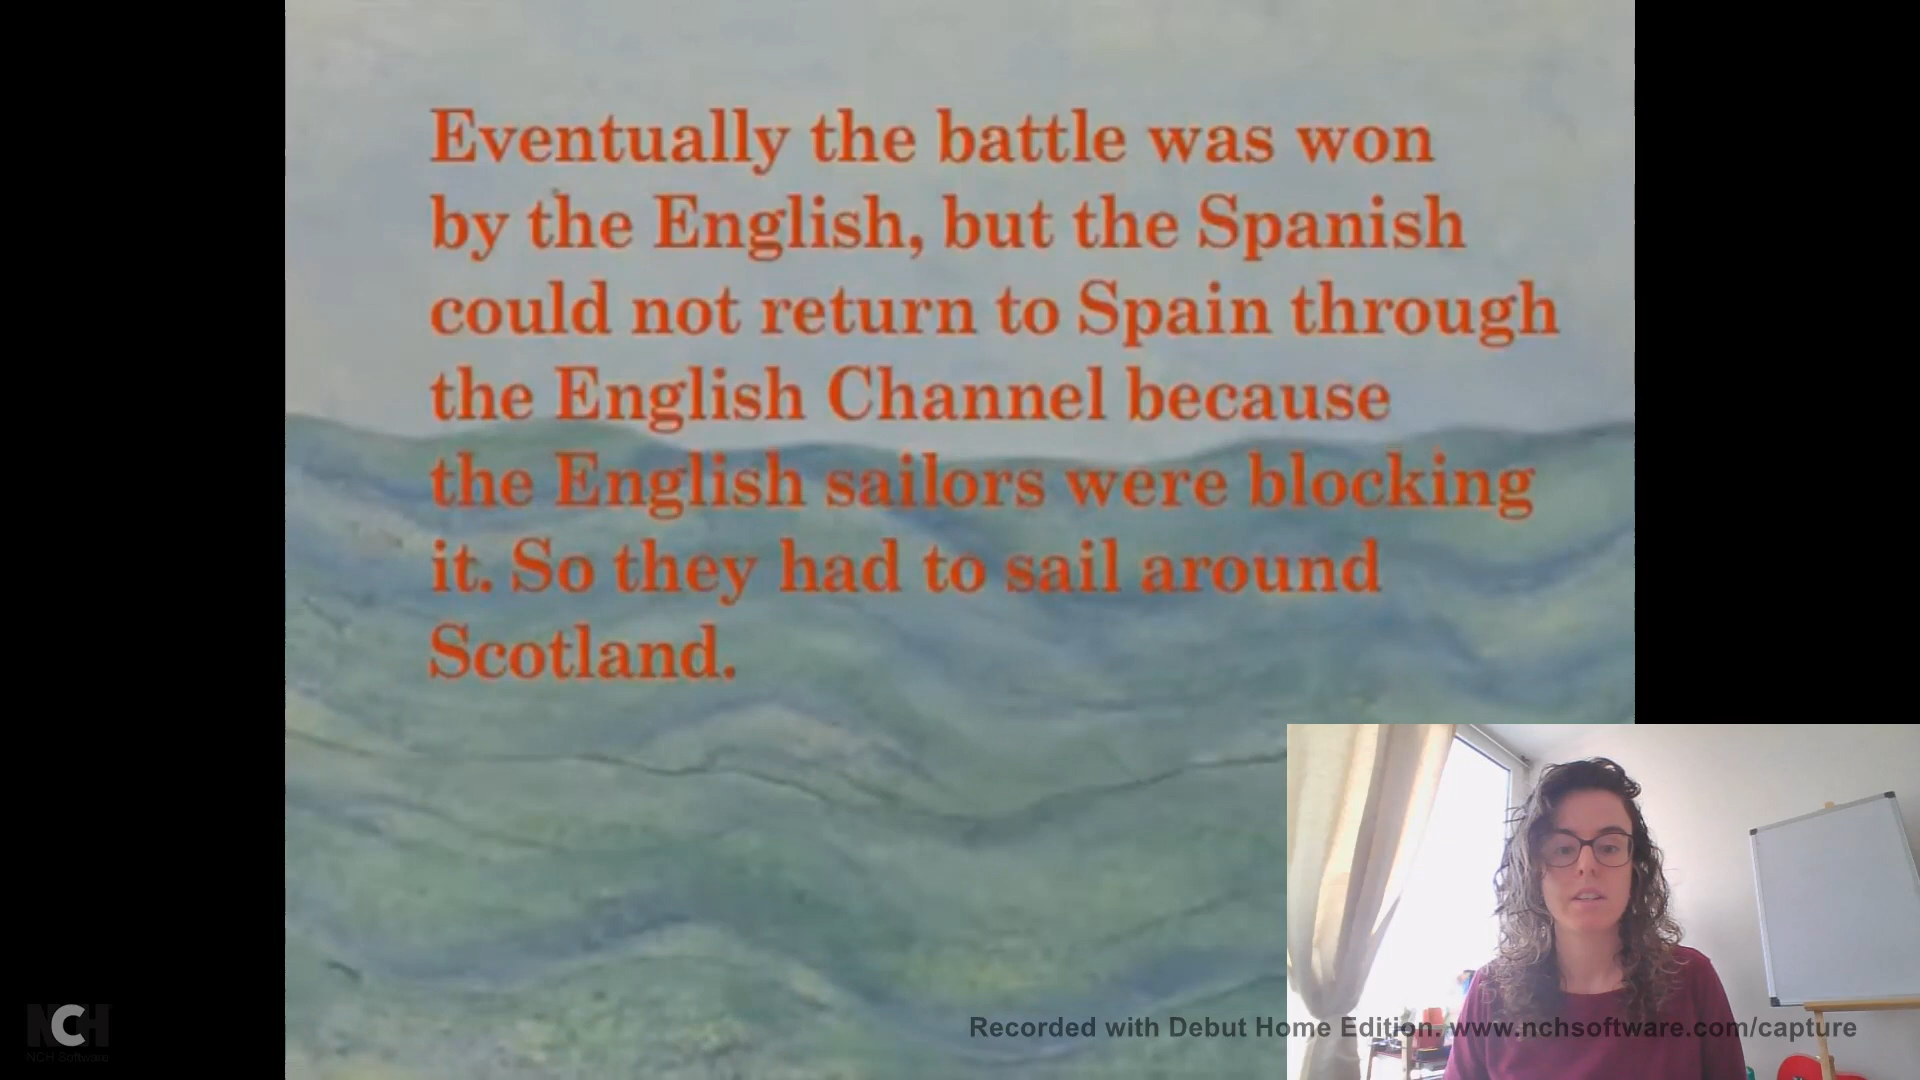 Eventually the battle was won
by the English, but the Spanish
could not return to Spain through
the English Channel because
the English sailors were blocking
it. So they had to sail around
Scotland.
NCH
NCH Software
Recorded with Debut Home Edition. www.nchsoftware.com/capture